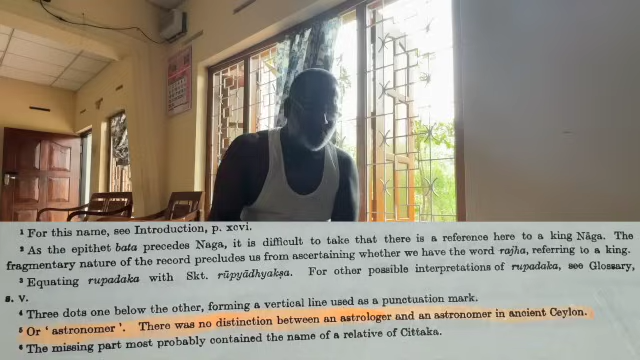 1 For this name, see Introduction, p. xcvi.
2 As the epithet bata precedes Naga, it is difficult to take that there is a reference here to a king Nāga. The
fragmentary nature of the record precludes us from ascertaining whether we have the word rajha, referring to a king.
3 Equating rupadaka with Skt. rūpyādhyakṣa. For other possible interpretations of rupadaka, see Glossary,
s. v.
4 Three dots one below the other, forming a vertical line used as a punctuation mark.
5 Or ‘astronomer’. There was no distinction between an astrologer and an astronomer in ancient Ceylon.
6 The missing part most probably contained the name of a relative of Cittaka.